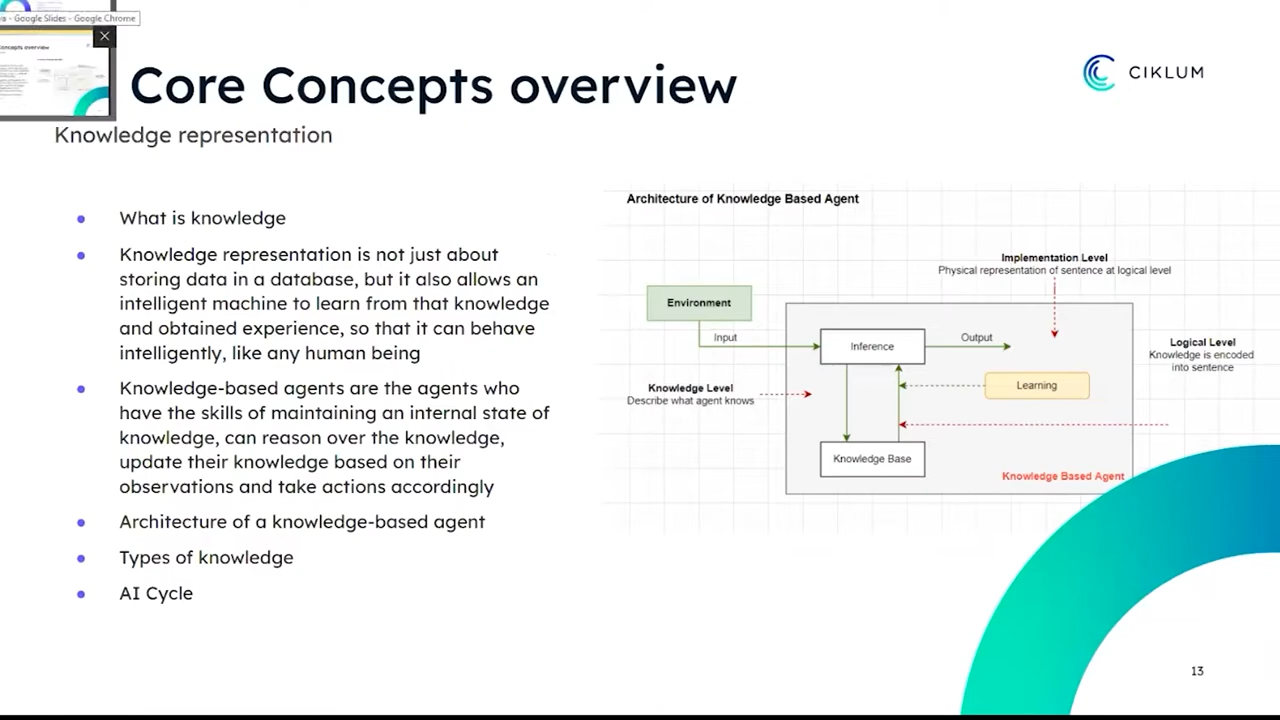 - Google Slides - Google Chrome
Concepts overview
Core Concepts overview
CIKLUM
Knowledge representation
What is knowledge
Knowledge representation is not just about
storing data in a database, but it also allows an
intelligent machine to learn from that knowledge
and obtained experience, so that it can behave
intelligently, like any human being
Knowledge-based agents are the agents who
have the skills of maintaining an internal state of
knowledge, can reason over the knowledge,
update their knowledge based on their
observations and take actions accordingly
Architecture of a knowledge-based agent
Types of knowledge
AI Cycle
Architecture of Knowledge Based Agent
Implementation Level
Physical representation of sentence at logical level
Environment
Input
Inference
Output
Logical Level
Knowledge is encoded
into sentence
Knowledge Level
Describe what agent knows
Learning
Knowledge Base
Knowledge Based Agent
13